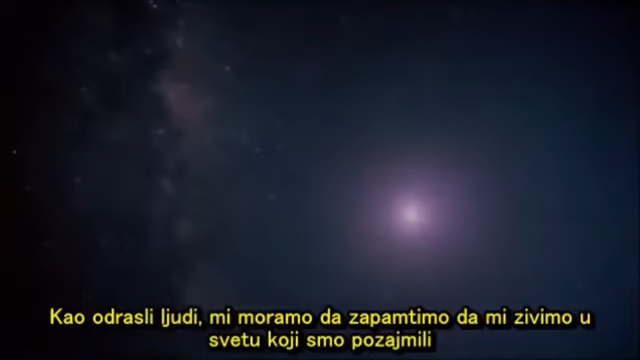 Kao odrasli ljudi, mi moramo da zapamtimo da mi zivimo u
svetu koji smo pozajmili